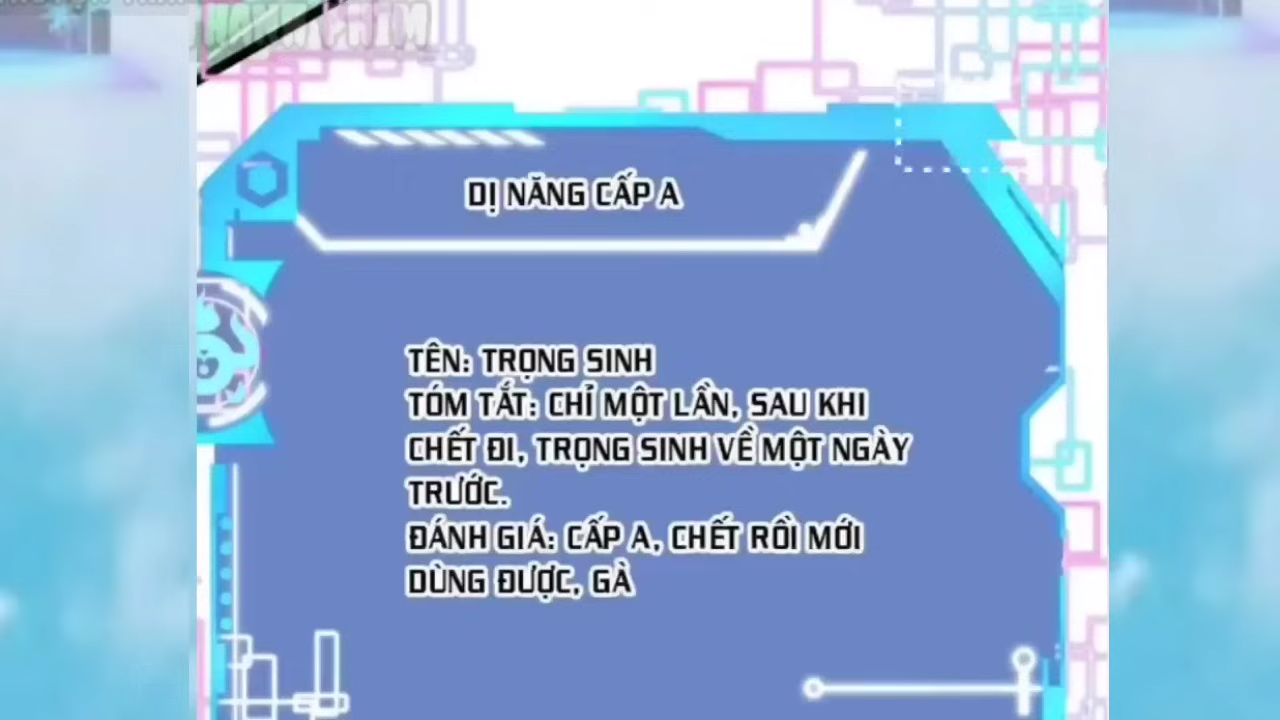 DỊ NĂNG CẤP A
TÊN: TRỌNG SINH
TÓM TẮT: CHỈ MỘT LẦN, SAU KHI
CHẾT ĐI, TRỌNG SINH VỀ MỘT NGÀY
TRƯỚC.
ĐÁNH GIÁ: CẤP A, CHẾT RỒI MỚI
DÙNG ĐƯỢC, GÀ